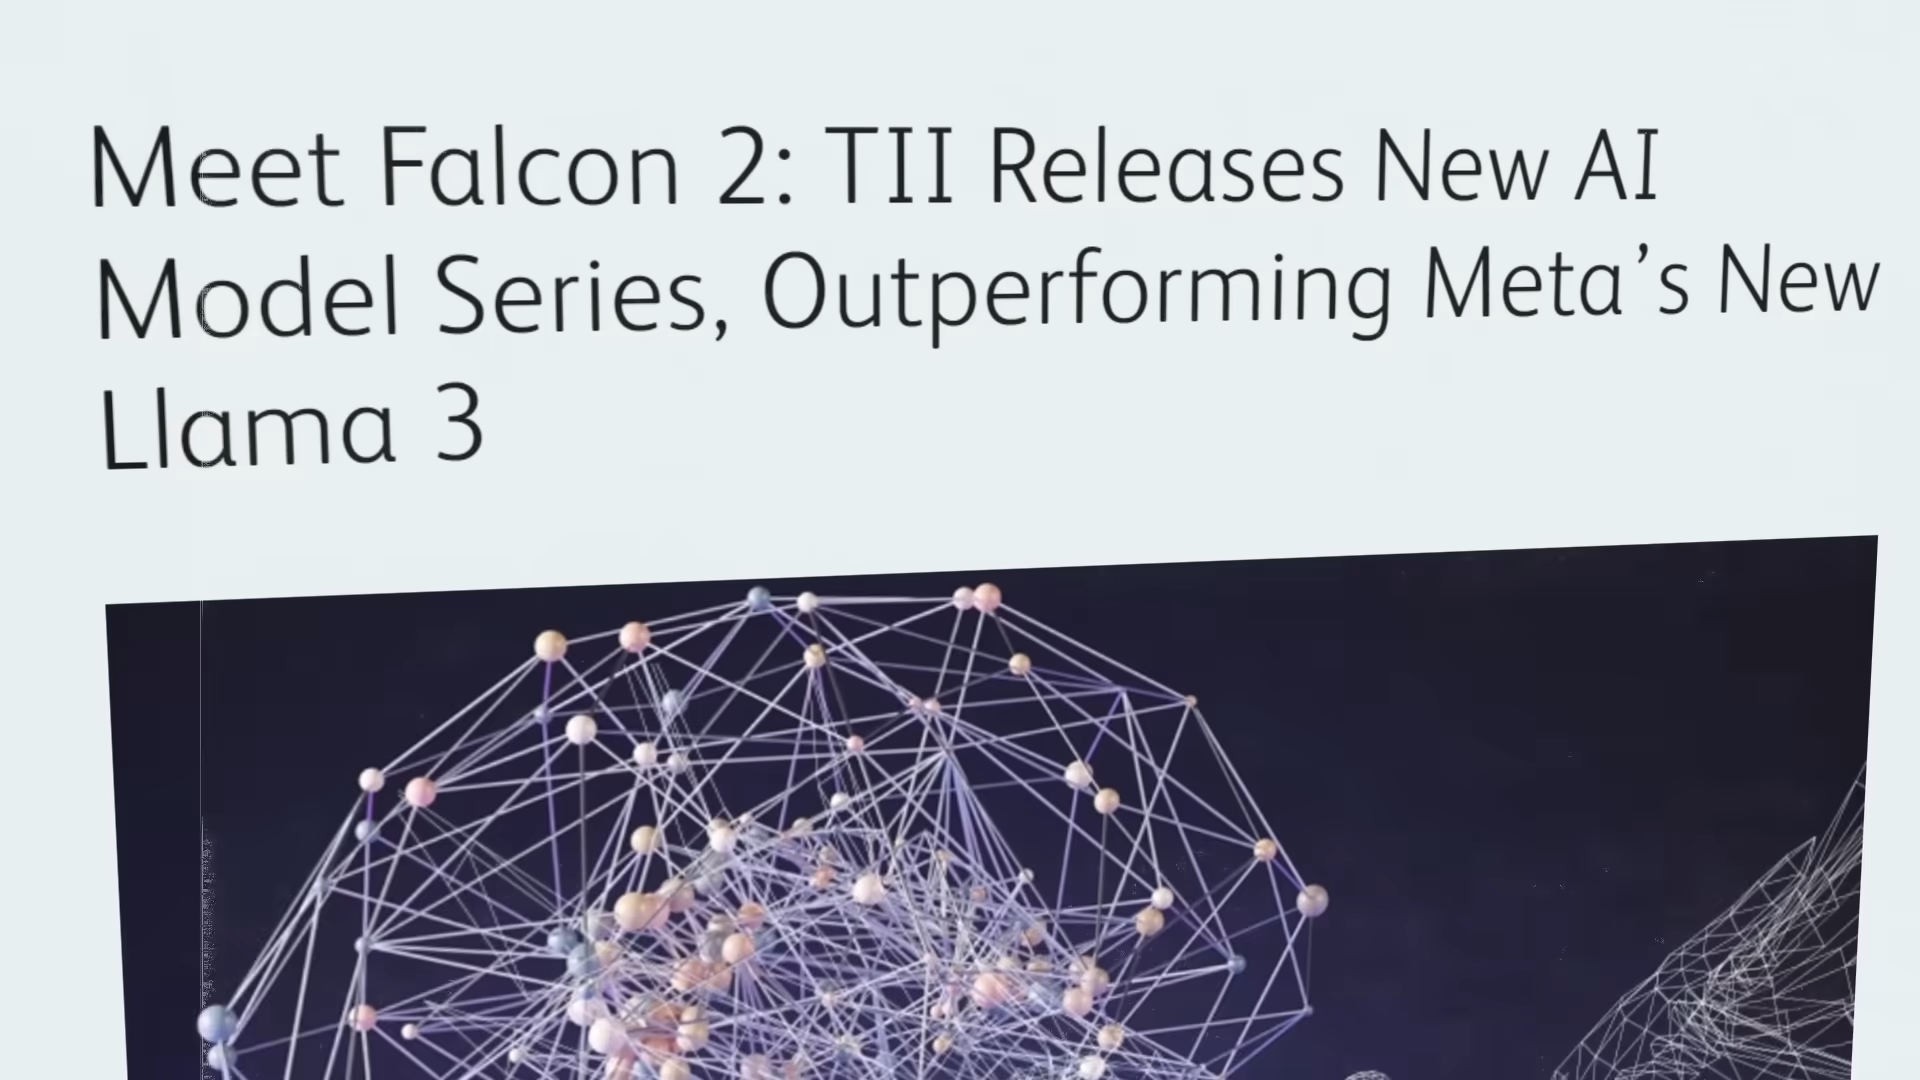 Meet Falcon 2: TII Releases New AI
Model Series, Outperforming Meta’s New
Llama 3